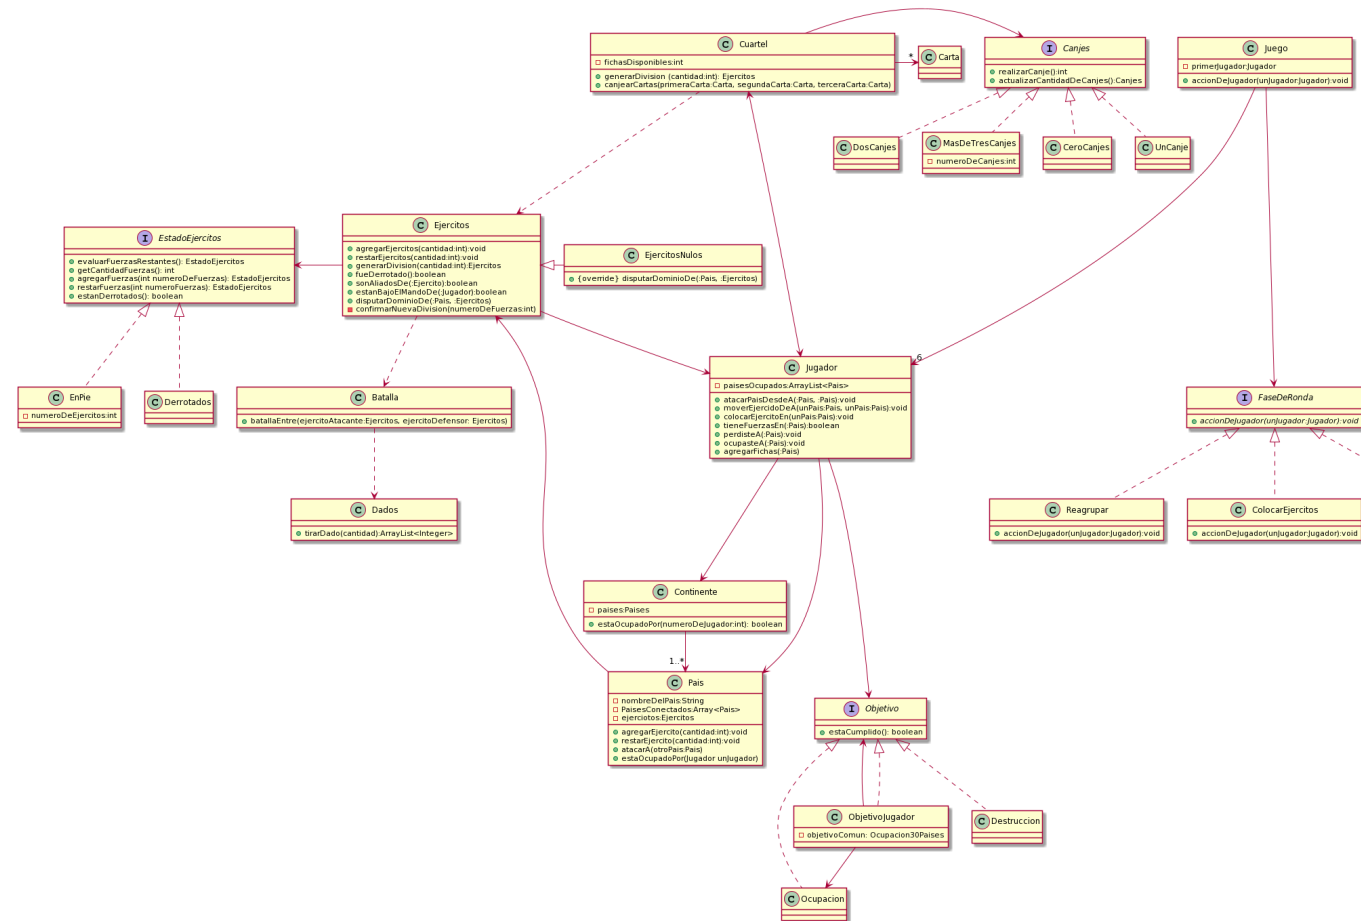 C Cuartel
fichasDisponibles:int
generarDivision (cantidad:int): Ejercitos
canjearCartas(primeraCarta:Carta, segundaCarta:Carta, terceraCarta:Carta)
*
C Carta
I Canjes
realizarCanje():int
actualizarCantidadDeCanjes():Canjes
C Juego
primerJugador:Jugador
accionDeJugador(unJugador:Jugador):void
C DosCanjes
C MasDeTresCanjes
numeroDeCanjes:int
C CeroCanjes
C UnCanje
I EstadoEjercitos
evaluarFuerzasRestantes(): EstadoEjercitos
getCantidadFuerzas(): int
agregarFuerzas(int numeroDeFuerzas): EstadoEjercitos
restarFuerzas(int numeroFuerzas): EstadoEjercitos
estanDerrotados(): boolean
C Ejercitos
agregarEjercitos(cantidad:int):void
restarEjercitos(cantidad:int):void
generarDivision(cantidad:int):Ejercitos
fueDerrotado():boolean
sonAliadosDe(:Ejercito):boolean
estanBajoElMandoDe(:Jugador):boolean
disputarDominioDe(:Pais, :Ejercitos)
confirmarNuevaDivision(numeroDeFuerzas:int)
C EjercitosNulos
{override} disputarDominioDe(:Pais, :Ejercitos)
6
C Jugador
paisesOcupados:ArrayList<Pais>
atacarPaisDesdeA(:Pais, :Pais):void
moverEjercidoDeA(unPais:Pais, unPais:Pais):void
colocarEjercitoEn(unPais:Pais):void
tieneFuerzasEn(:Pais):boolean
perdisteA(:Pais):void
ocupasteA(:Pais):void
agregarFichas(:Pais)
C EnPie
numeroDeEjercitos:int
C Derrotados
C Batalla
batallaEntre(ejercitoAtacante:Ejercitos, ejercitoDefensor: Ejercitos)
I FaseDeRonda
accionDeJugador(unJugador:Jugador):void
C Dados
tirarDado(cantidad):ArrayList<Integer>
C Reagrupar
accionDeJugador(unJugador:Jugador):void
C ColocarEjercitos
accionDeJugador(unJugador:Jugador):void
C Continente
paises:Paises
estaOcupadoPor(numeroDeJugador:int): boolean
1..*
C Pais
nombreDelPais:String
PaisesConectados:Array<Pais>
ejerciotos:Ejercitos
agregarEjercito(cantidad:int):void
restarEjercito(cantidad:int):void
atacarA(otroPais:Pais)
estaOcupadoPor(Jugador unJugador)
I Objetivo
estaCumplido(): boolean
C ObjetivoJugador
objetivoComun: Ocupacion30Paises
C Destruccion
C Ocupacion